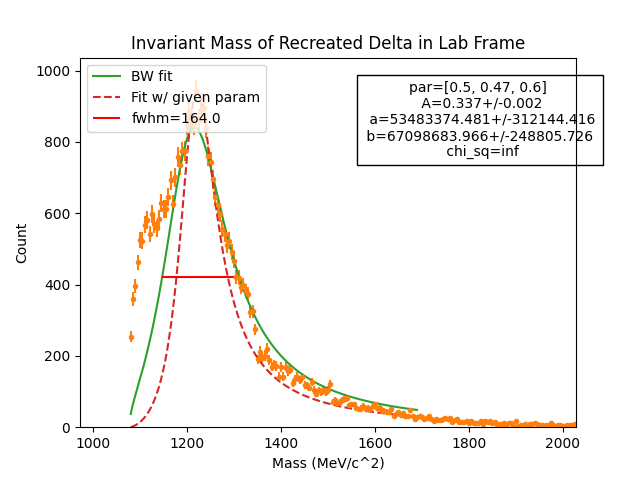 Invariant Mass of Recreated Delta in Lab Frame
BW fit
Fit w/ given param
fwhm=164.0
par=[0.5, 0.47, 0.6]
A=0.337+/-0.002
a=53483374.481+/-312144.416
b=67098683.966+/-248805.726
chi_sq=inf
Count
1000
800
600
400
200
0
1000 1200 1400 1600 1800 2000
Mass (MeV/c^2)